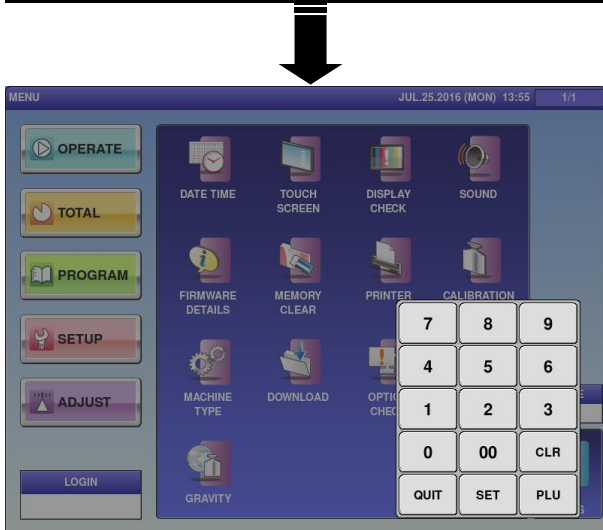 MENU JUL.25.2016 (MON) 13:55 1/1
OPERATE
TOTAL
PROGRAM
SETUP
ADJUST
LOGIN
DATE TIME TOUCH SCREEN DISPLAY CHECK SOUND
FIRMWARE DETAILS MEMORY CLEAR PRINTER CALIBRATION
MACHINE TYPE DOWNLOAD
GRAVITY
7 8 9
4 5 6
1 2 3
0 00 CLR
QUIT SET PLU